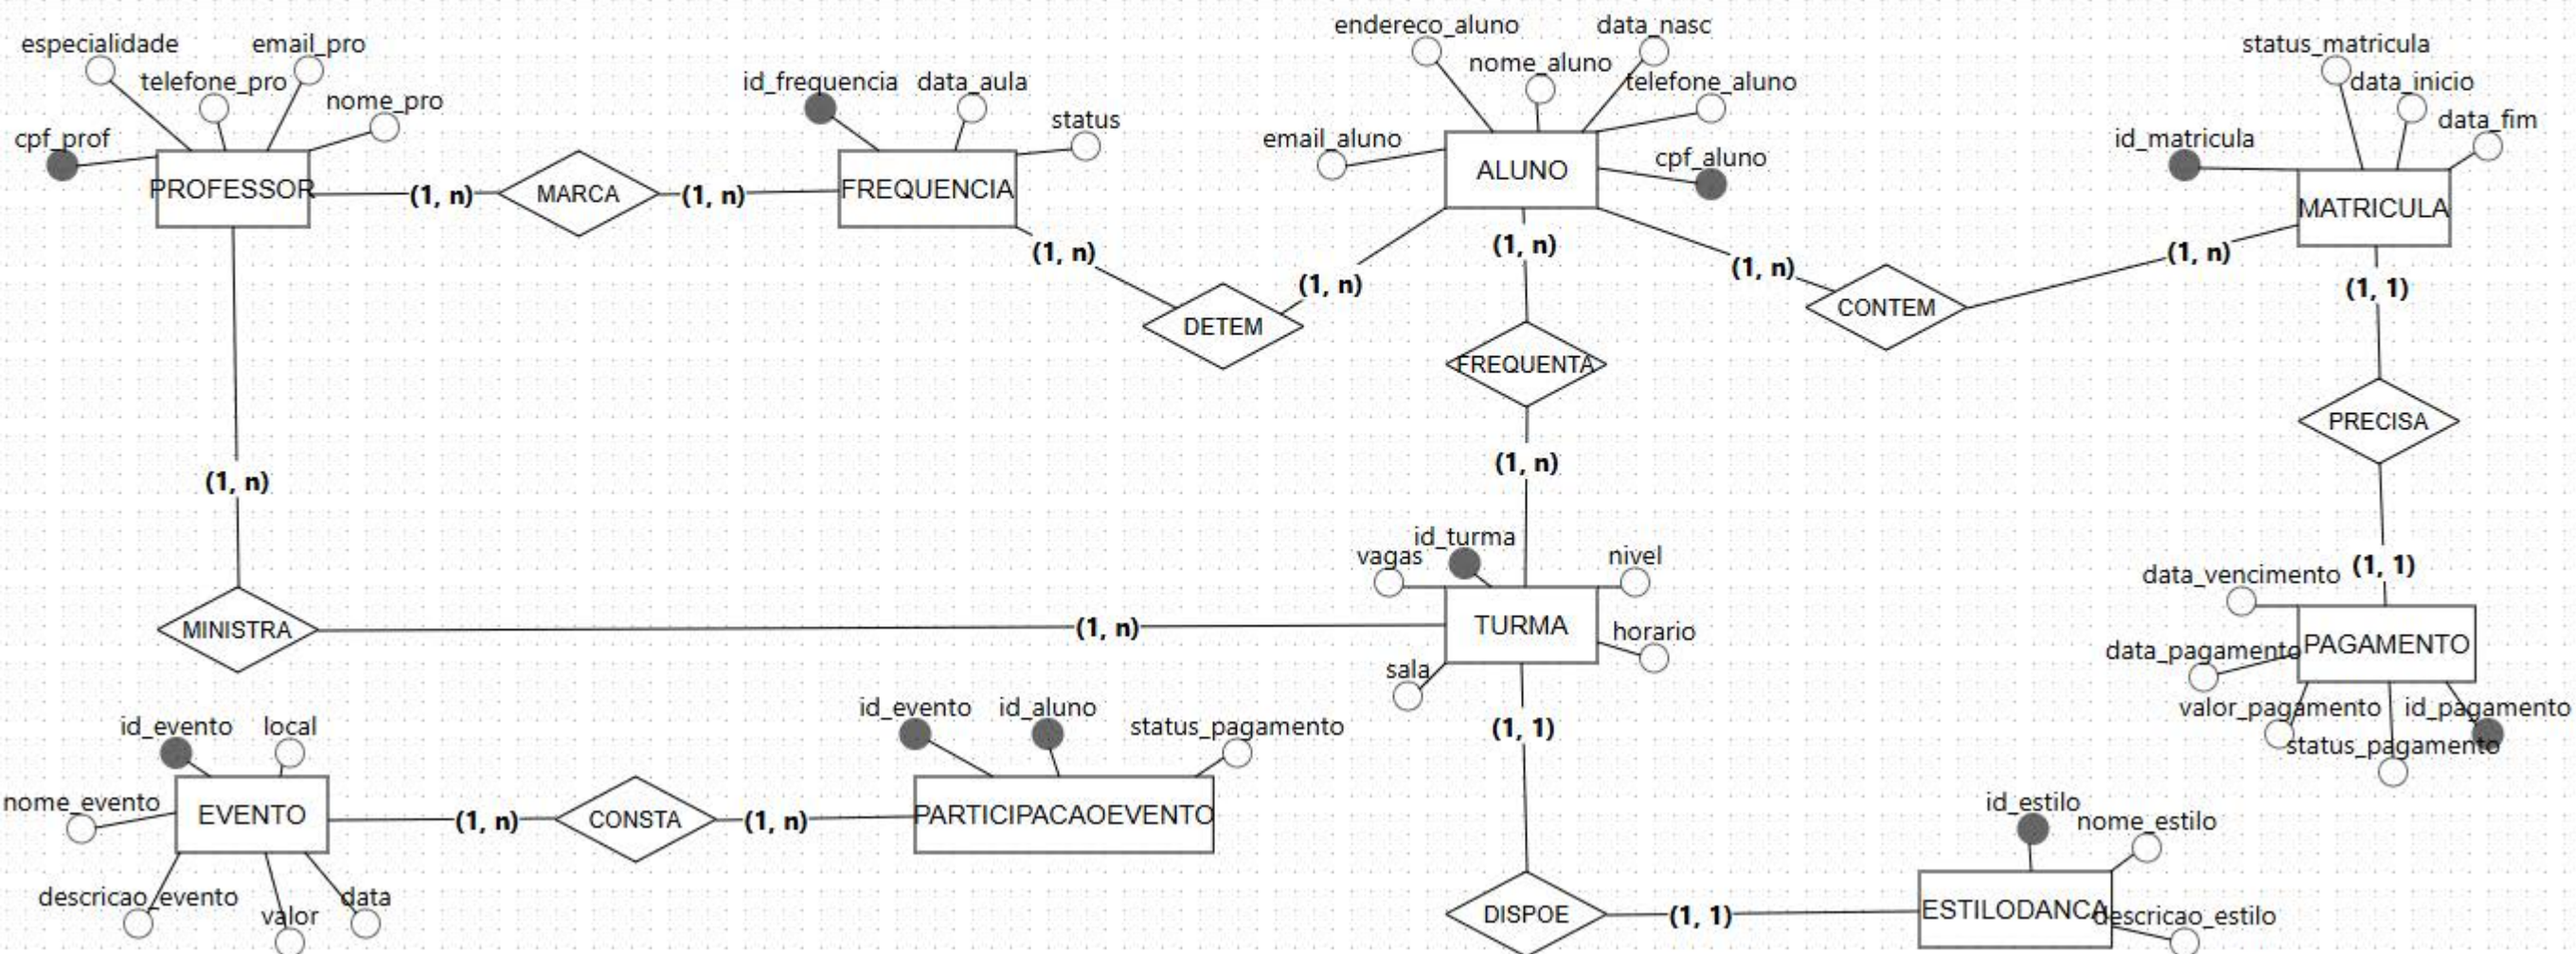 endereco_aluno
data_nasc
especialidade
email_pro
status_matricula
nome_aluno
telefone_pro
id_frequencia
data_aula
telefone_aluno
data_inicio
nome_pro
status
data_fim
cpf_prof
email_aluno
cpf_aluno
id_matricula
PROFESSOR
(1, n)
MARCA
(1, n)
FREQUENCIA
ALUNO
MATRICULA
(1, n)
(1, n)
(1, n)
(1, n)
(1, n)
(1, 1)
DETEM
CONTEM
FREQUENTA
PRECISA
(1, n)
(1, n)
id_turma
vagas
nivel
data_vencimento
(1, 1)
MINISTRA
(1, n)
TURMA
horario
data_pagamento
PAGAMENTO
sala
id_evento
local
id_evento
id_aluno
status_pagamento
(1, 1)
valor_pagamento
id_pagamento
status_pagamento
nome_evento
EVENTO
(1, n)
CONSTA
(1, n)
PARTICIPACAOEVENTO
id_estilo
nome_estilo
descricao_evento
valor
data
DISPOE
(1, 1)
ESTILODANCA
descricao_estilo